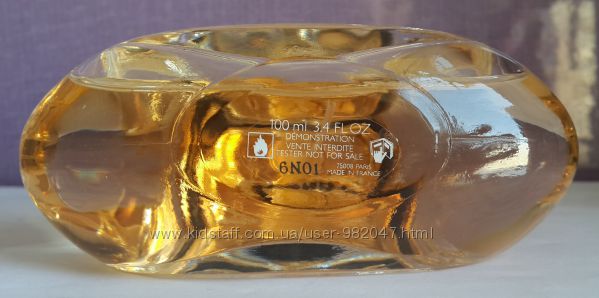 100 ml 3.4 FL OZ
DEMONSTRATION
VENTE INTERDITE
TESTER NOT FOR SALE
6N01
75008 PARIS
MADE IN FRANCE
© www.kidstaff.com.ua/user-982047.html